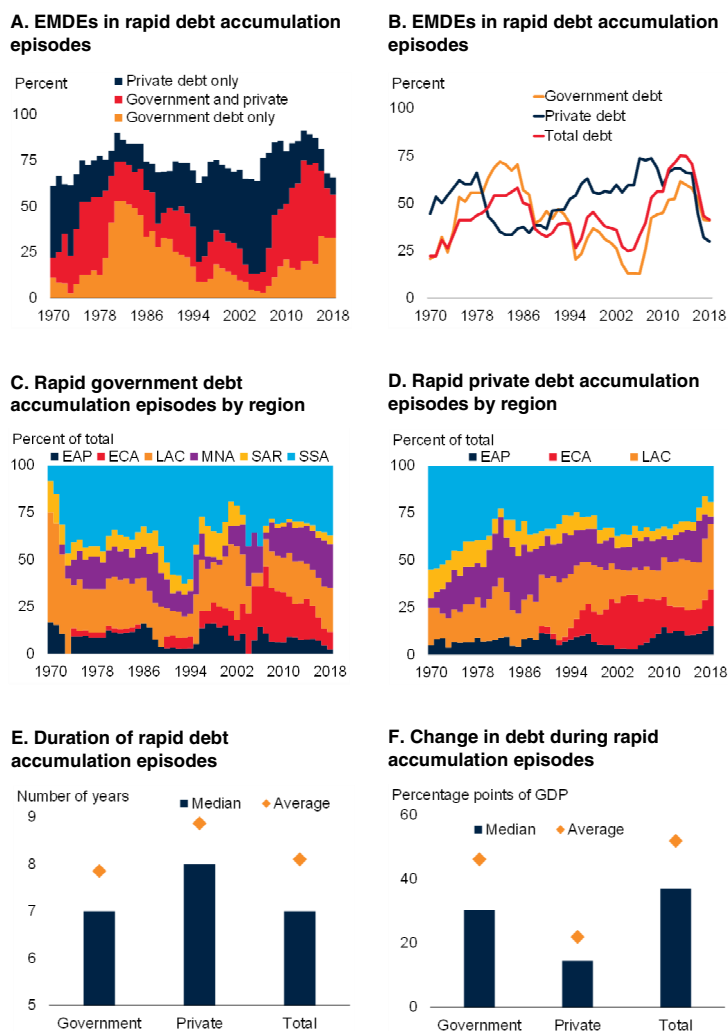 A. EMDEs in rapid debt accumulation
episodes
Percent
Private debt only
Government and private
Government debt only
100
75
50
25
0
1970 1978 1986 1994 2002 2010 2018
B. EMDEs in rapid debt accumulation
episodes
Percent
Government debt
Private debt
Total debt
100
75
50
25
0
1970 1978 1986 1994 2002 2010 2018
C. Rapid government debt
accumulation episodes by region
Percent of total
EAP ECA LAC MNA SAR SSA
100
75
50
25
0
1970 1978 1986 1994 2002 2010 2018
D. Rapid private debt accumulation
episodes by region
Percent of total
EAP ECA LAC
100
75
50
25
0
1970 1978 1986 1994 2002 2010 2018
E. Duration of rapid debt
accumulation episodes
Number of years
Median Average
9
8
7
6
5
Government Private Total
F. Change in debt during rapid
accumulation episodes
Percentage points of GDP
Median Average
60
40
20
0
Government Private Total